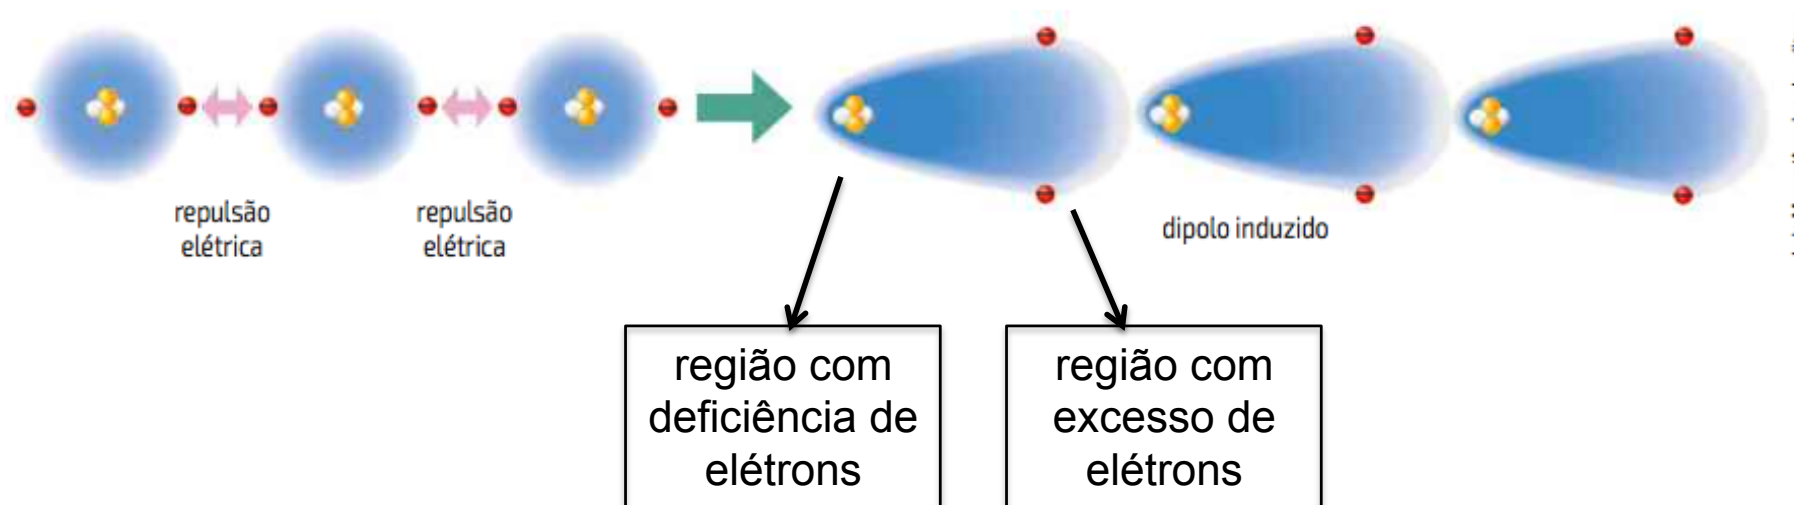 repulsão
elétrica
repulsão
elétrica
dipolo induzido
região com
deficiência de
elétrons
região com
excesso de
elétrons